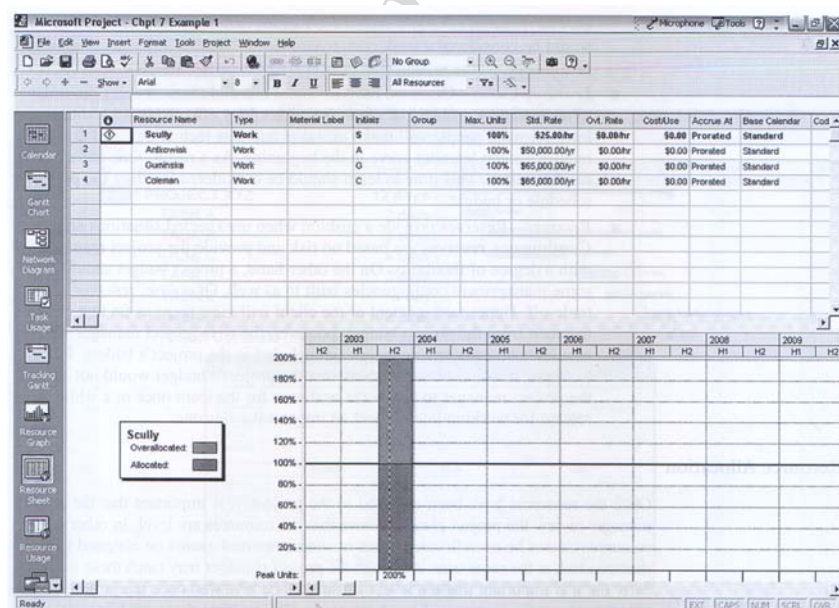 Microsoft Project - Chpt 7 Example 1
Microphone Tools
File Edit View Insert Format Tools Project Window Help
No Group
Show Arial 8 B I U All Resources
Resource Name Type Material Label Initials Group Max. Units Std. Rate Ovt. Rate Cost/Use Accrue At Base Calendar Cod
1 Scully Work S 100% $25.00/hr $0.00/hr $0.00 Prorated Standard
2 Antkowiak Work A 100% $50,000.00/yr $0.00/hr $0.00 Prorated Standard
3 Guminska Work G 100% $65,000.00/yr $0.00/hr $0.00 Prorated Standard
4 Coleman Work C 100% $65,000.00/yr $0.00/hr $0.00 Prorated Standard
Calendar
Gantt Chart
Network Diagram
Task Usage
Tracking Gantt
Resource Graph
Resource Sheet
Resource Usage
2003 2004 2005 2006 2007 2008 2009
H2 H1 H2 H1 H2 H1 H2 H1 H2 H1 H2 H1 H2 H1 H2
200%
180%
160%
140%
120%
100%
80%
60%
40%
20%
Scully
Overallocated:
Allocated:
Peak Units: 200%
Ready
EXT CAPS NUM SCRL OVR